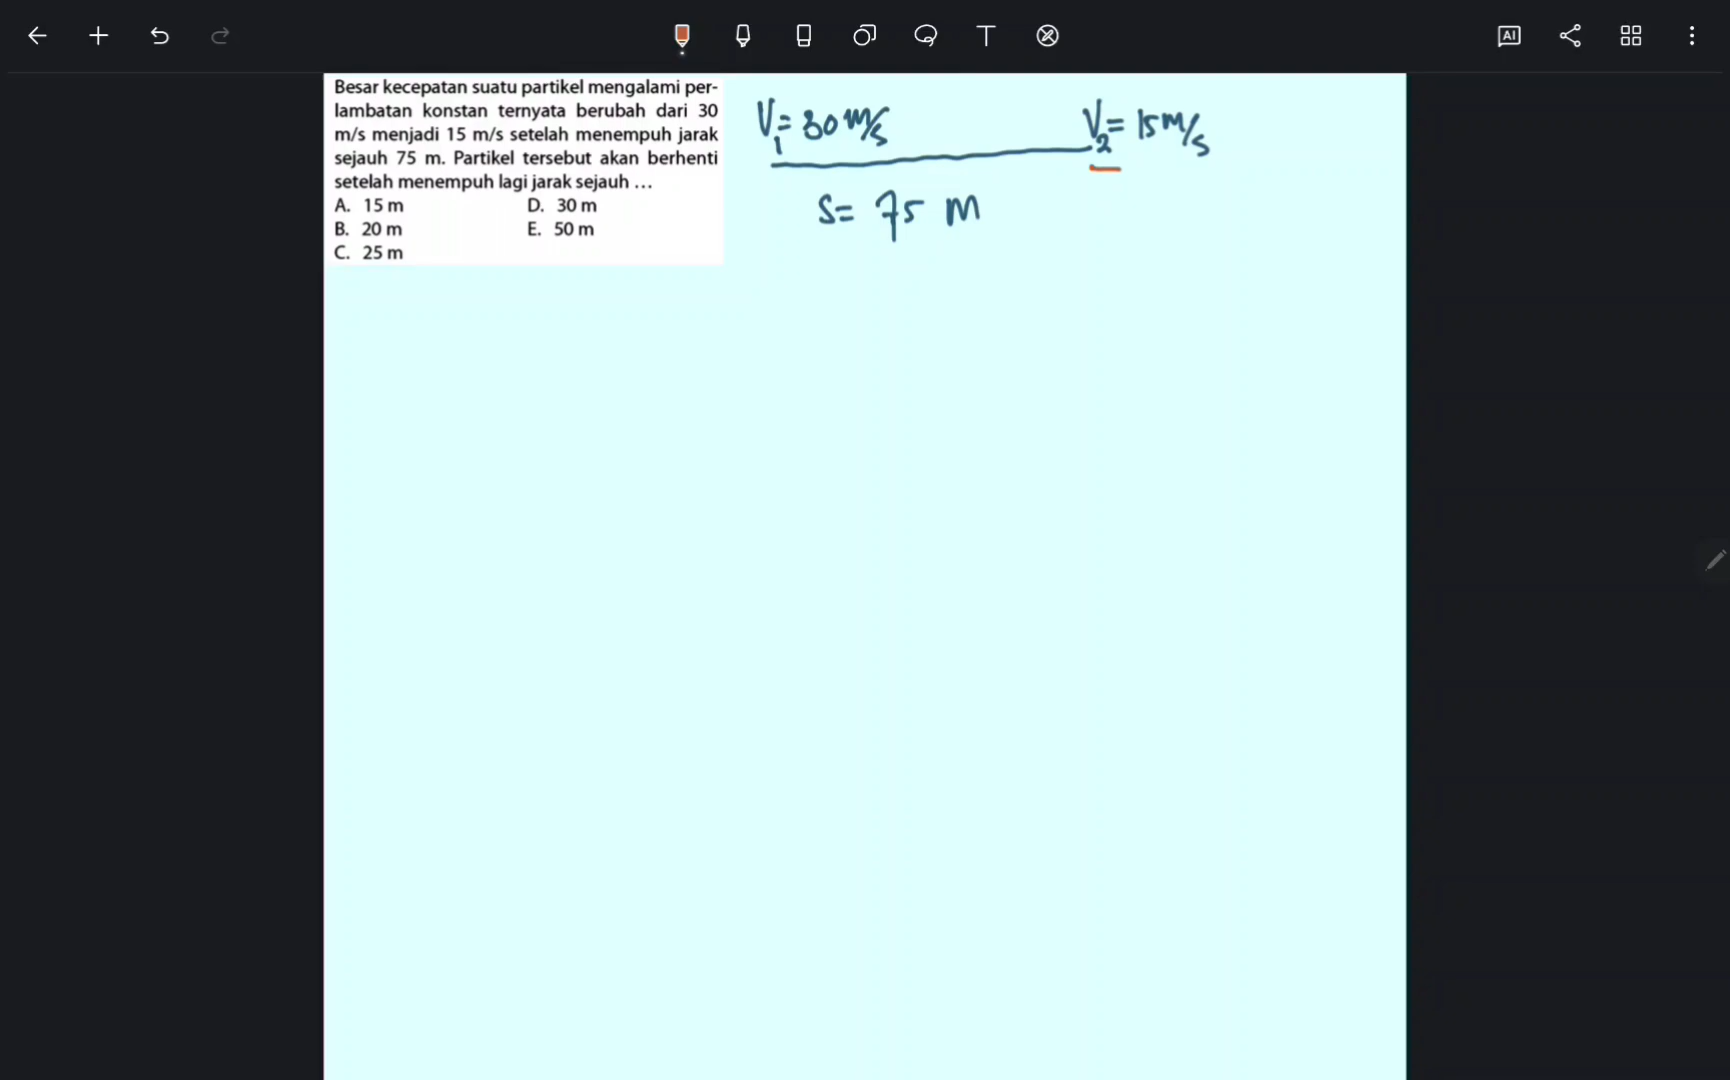 AI
T
Besar kecepatan suatu partikel mengalami per-
lambatan konstan ternyata berubah dari 30
m/s menjadi 15 m/s setelah menempuh jarak
sejauh 75 m. Partikel tersebut akan berhenti
setelah menempuh lagi jarak sejauh ...
A. 15 m D. 30 m
B. 20 m E. 50 m
C. 25 m
V₁ = 30 m/s V₂ = 15 m/s
S = 75 m